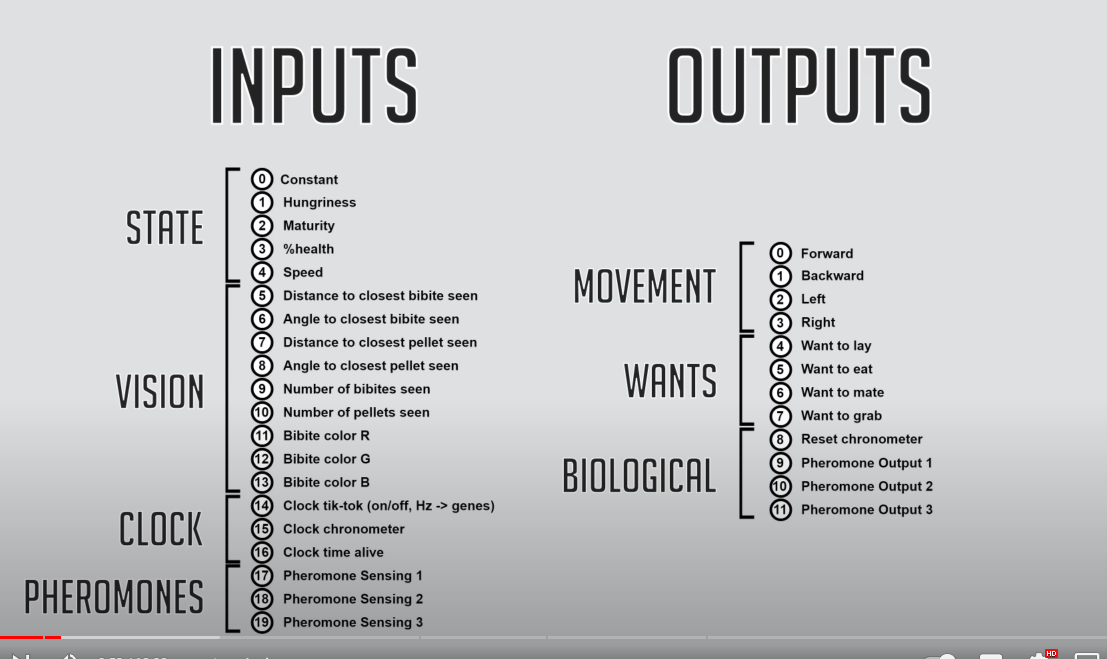 INPUTS
OUTPUTS
STATE
0 Constant
1 Hungriness
2 Maturity
3 %health
4 Speed
VISION
5 Distance to closest bibite seen
6 Angle to closest bibite seen
7 Distance to closest pellet seen
8 Angle to closest pellet seen
9 Number of bibites seen
10 Number of pellets seen
11 Bibite color R
12 Bibite color G
13 Bibite color B
CLOCK
14 Clock tik-tok (on/off, Hz -> genes)
15 Clock chronometer
16 Clock time alive
PHEROMONES
17 Pheromone Sensing 1
18 Pheromone Sensing 2
19 Pheromone Sensing 3
MOVEMENT
0 Forward
1 Backward
2 Left
3 Right
WANTS
4 Want to lay
5 Want to eat
6 Want to mate
7 Want to grab
BIOLOGICAL
8 Reset chronometer
9 Pheromone Output 1
10 Pheromone Output 2
11 Pheromone Output 3
HD